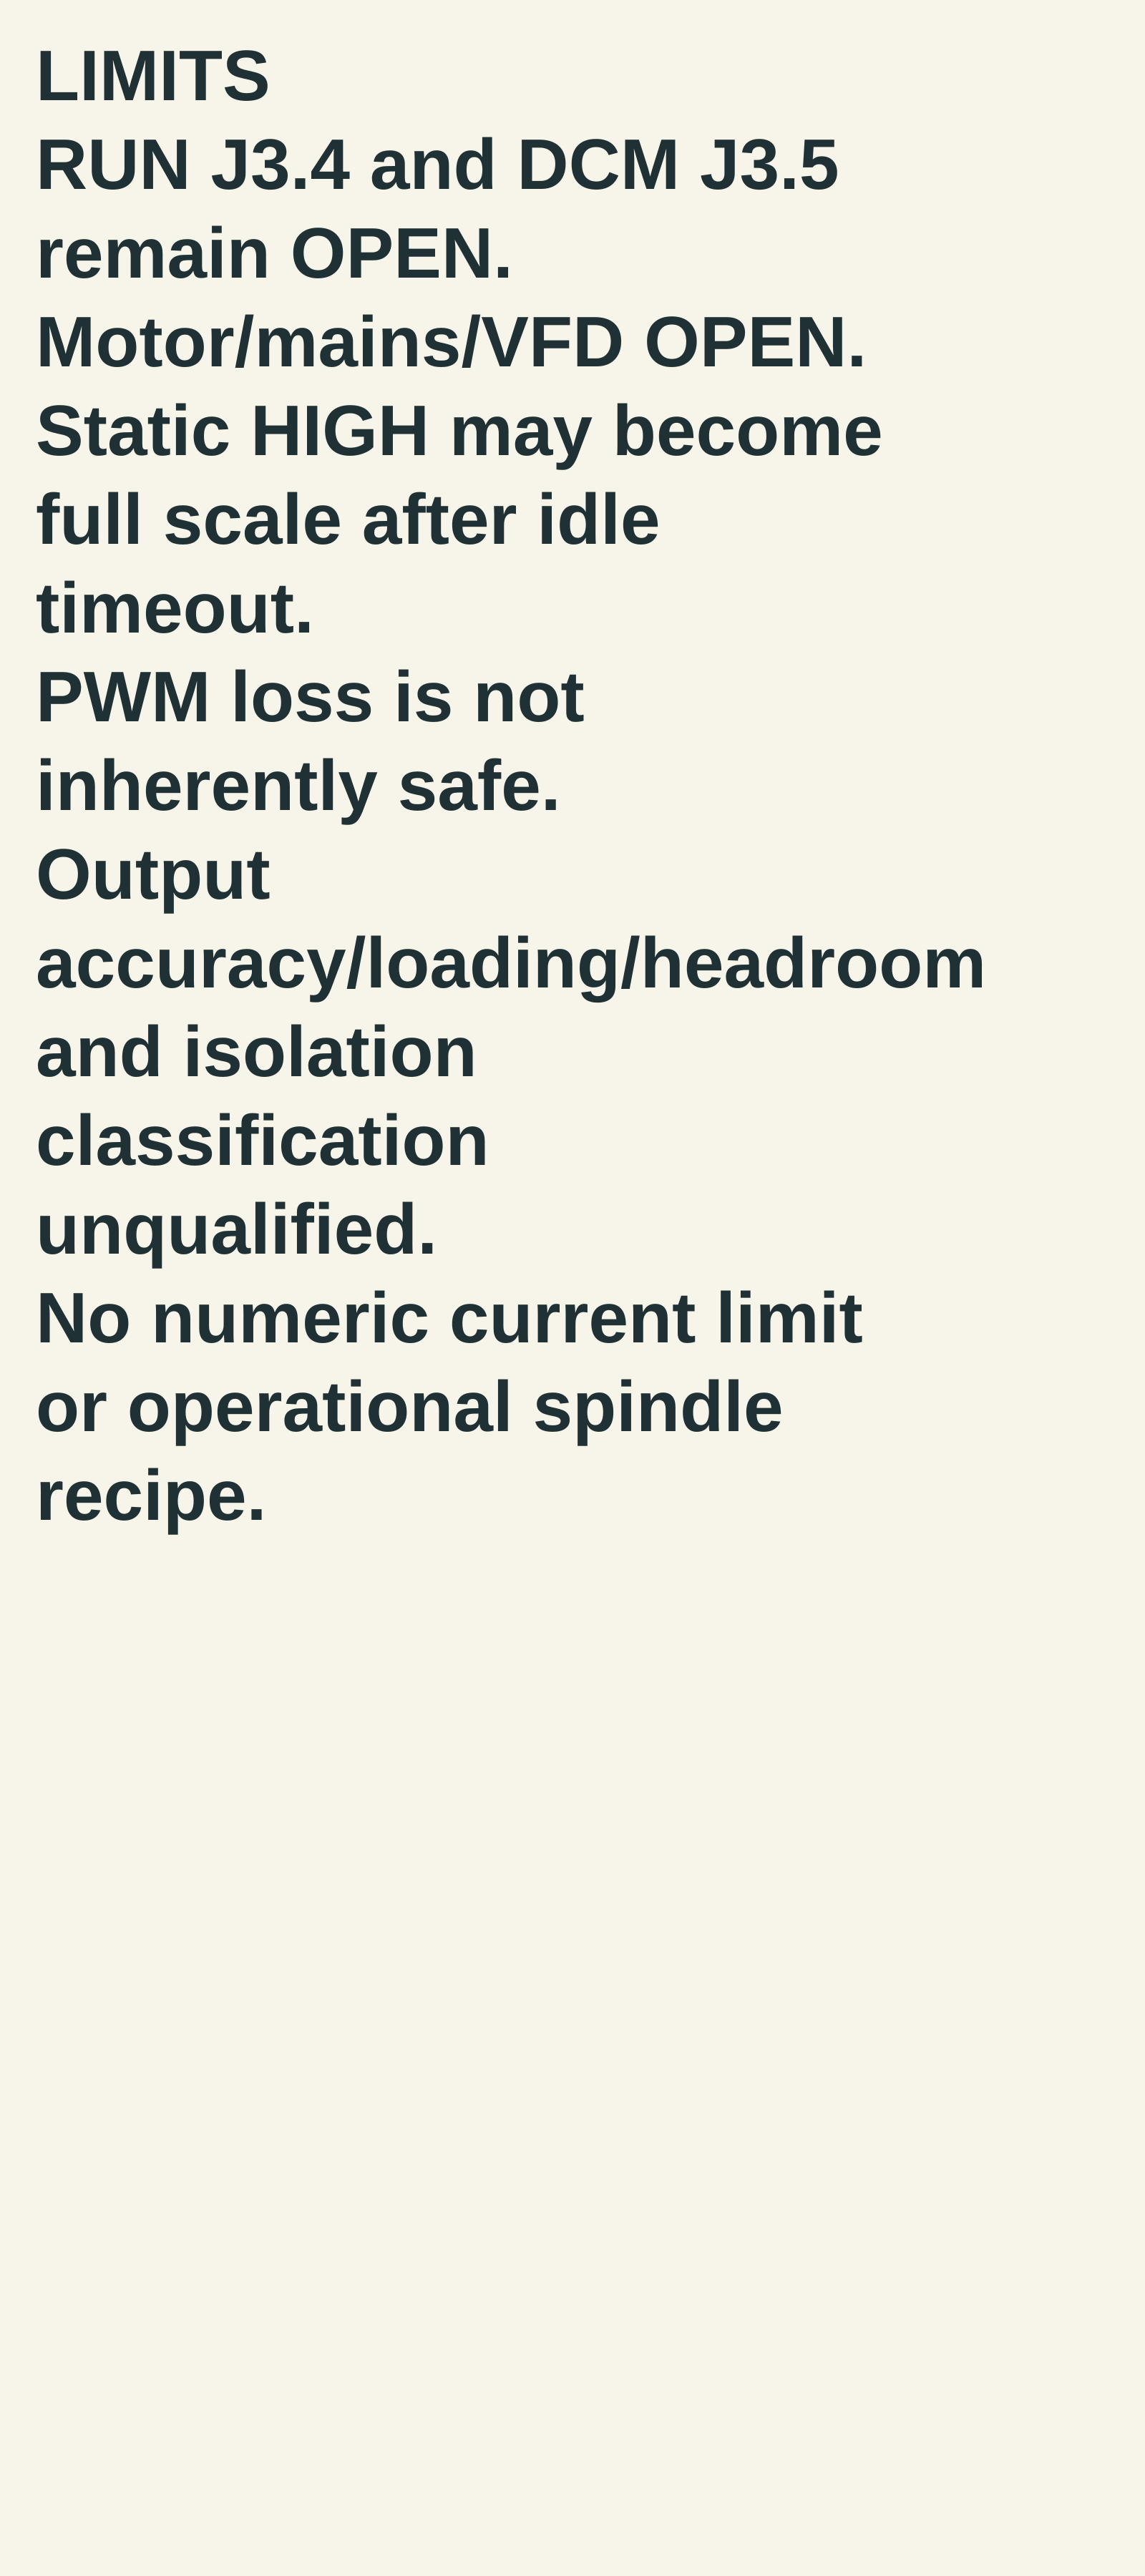 LIMITS
RUN J3.4 and DCM J3.5
remain OPEN.
Motor/mains/VFD OPEN.
Static HIGH may become
full scale after idle
timeout.
PWM loss is not
inherently safe.
Output
accuracy/loading/headroom
and isolation
classification
unqualified.
No numeric current limit
or operational spindle
recipe.